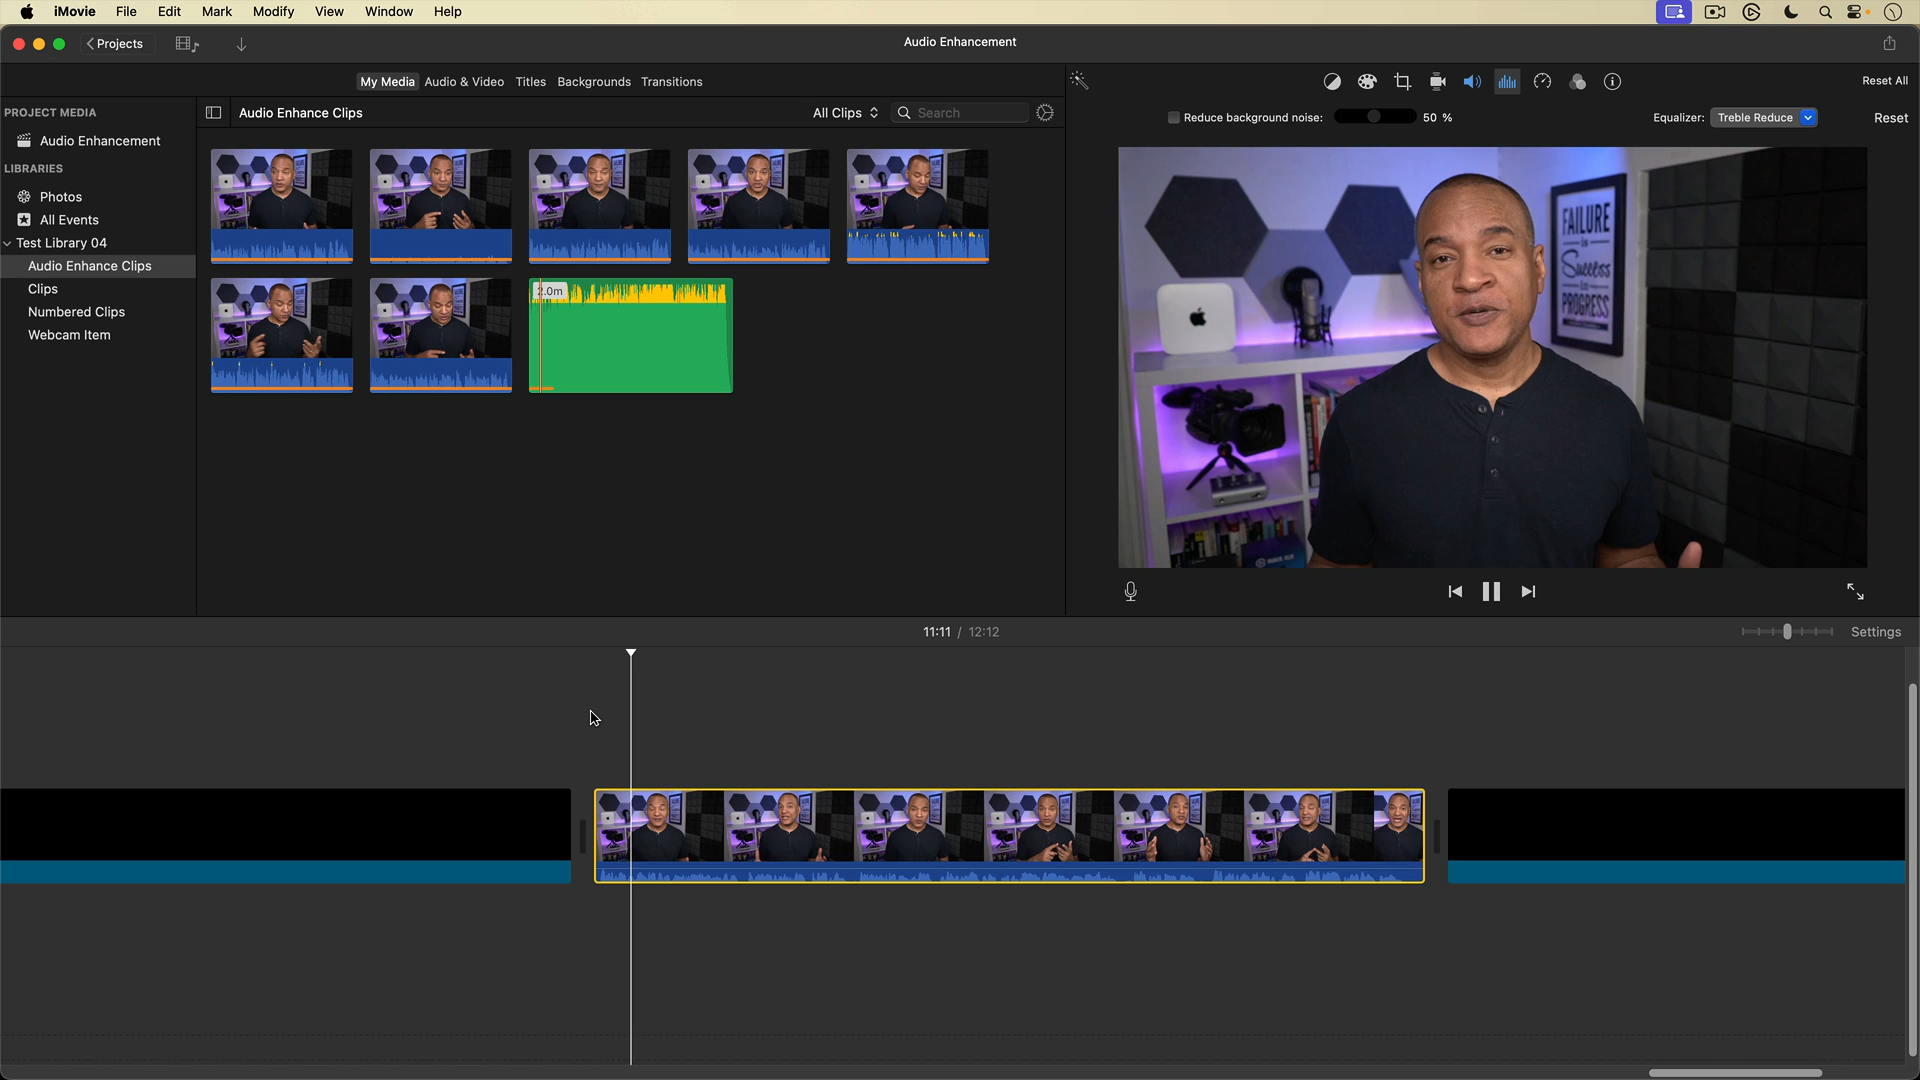 iMovie File Edit Mark Modify View Window Help
Projects
Audio Enhancement
My Media Audio & Video Titles Backgrounds Transitions
Reset All
PROJECT MEDIA
Audio Enhancement
LIBRARIES
Photos
All Events
Test Library 04
Audio Enhance Clips
Clips
Numbered Clips
Webcam Item
Audio Enhance Clips
All Clips
Search
2.0m
Reduce background noise:
50 %
Equalizer: Treble Reduce
Reset
FAILURE
is
Success
in
PROGRESS
11:11 / 12:12
Settings